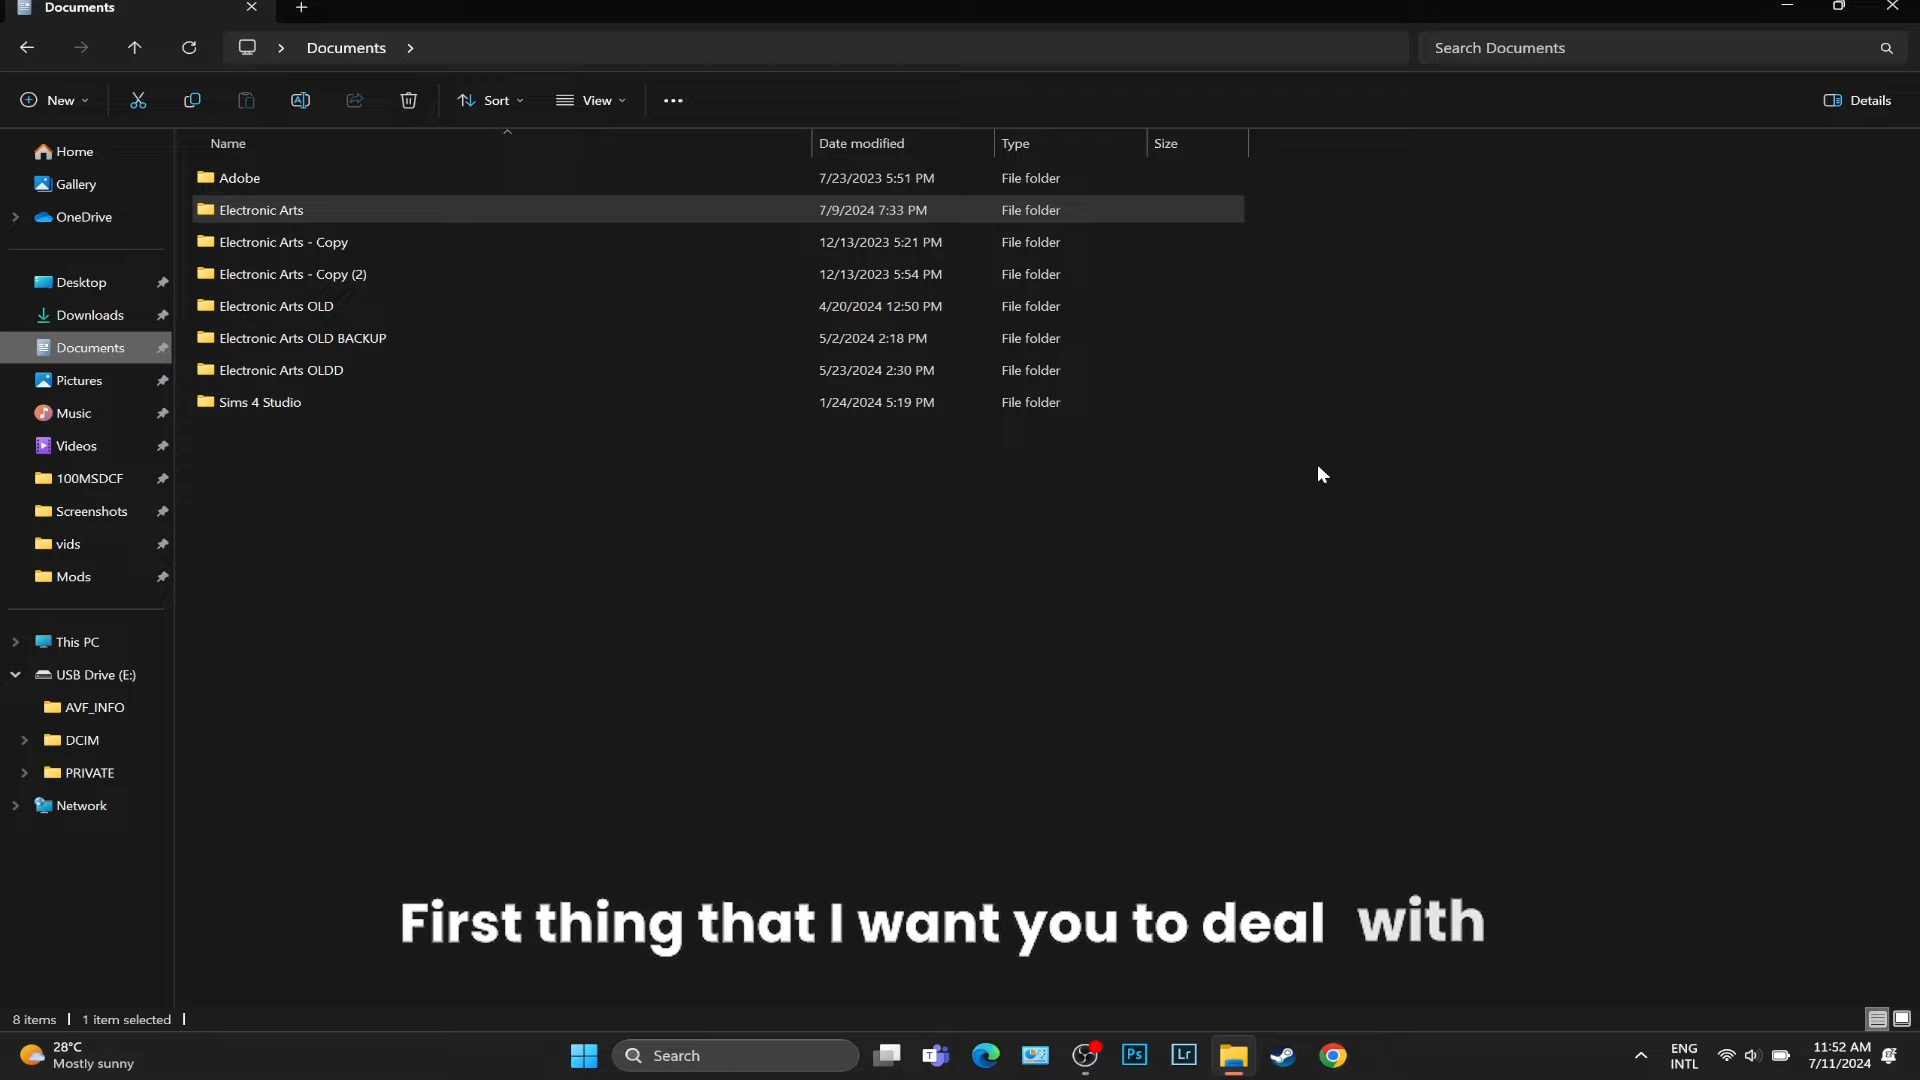 Documents
Documents
Search Documents
New
Sort
View
Details
Name
Date modified
Type
Size
Home
Gallery
OneDrive
Desktop
Downloads
Documents
Pictures
Music
Videos
100MSDCF
Screenshots
vids
Mods
This PC
USB Drive (E:)
AVF_INFO
DCIM
PRIVATE
Network
Adobe 7/23/2023 5:51 PM File folder
Electronic Arts 7/9/2024 7:33 PM File folder
Electronic Arts - Copy 12/13/2023 5:21 PM File folder
Electronic Arts - Copy (2) 12/13/2023 5:54 PM File folder
Electronic Arts OLD 4/20/2024 12:50 PM File folder
Electronic Arts OLD BACKUP 5/2/2024 2:18 PM File folder
Electronic Arts OLDD 5/23/2024 2:30 PM File folder
Sims 4 Studio 1/24/2024 5:19 PM File folder
First thing that I want you to deal with
8 items
1 item selected
28°C
Mostly sunny
Search
T
Ps
Lr
ENG
INTL
11:52 AM
7/11/2024